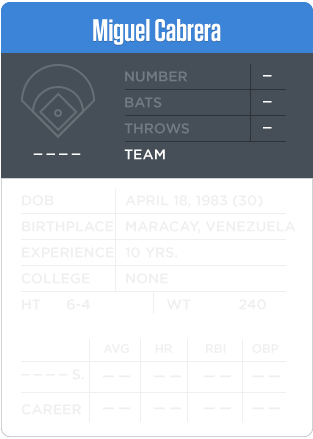 Miguel Cabrera
NUMBER –
BATS –
THROWS –
– – – – TEAM
DOB APRIL 18, 1983 (30)
BIRTHPLACE MARACAY, VENEZUELA
EXPERIENCE 10 YRS.
COLLEGE NONE
HT 6-4 WT 240
AVG HR RBI OBP
– – – – S. – – – – – – – –
CAREER – – – – – – – –